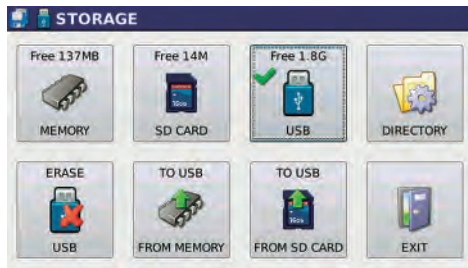 STORAGE
Free 137MB
Free 14M
Free 1.8G
MEMORY
SD CARD
USB
DIRECTORY
ERASE
TO USB
TO USB
USB
FROM MEMORY
FROM SD CARD
EXIT